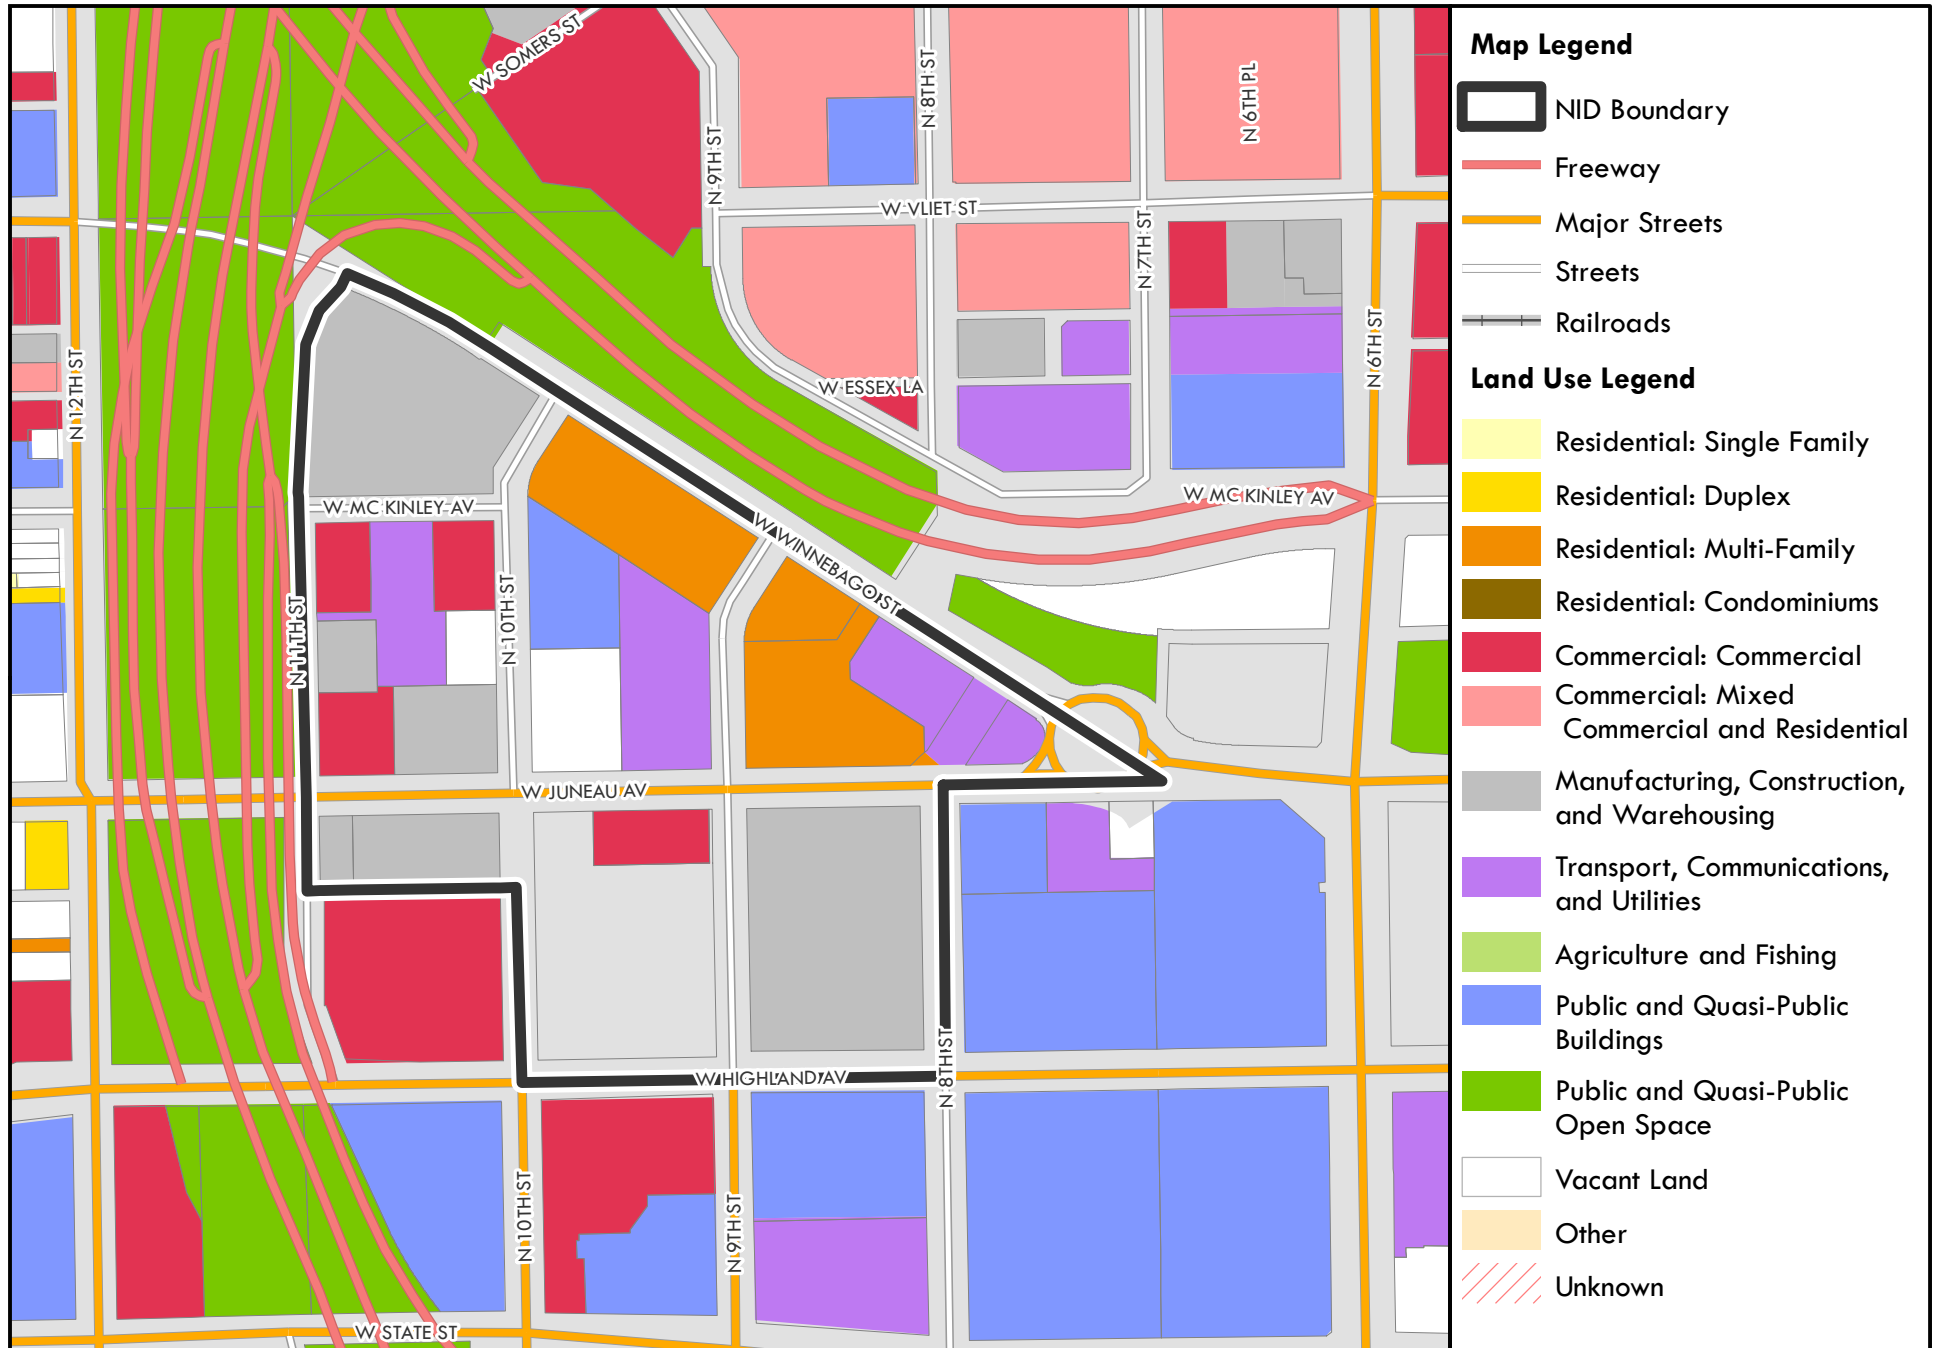 W SOMERS ST
N 9TH ST
N 8TH ST
N 6TH PL
W VLIET ST
N 7TH ST
N 12TH ST
N 6TH ST
W ESSEX LA
W MC KINLEY AV
W MC KINLEY AV
W WINNEBAGO ST
N 11TH ST
N 10TH ST
W JUNEAU AV
W HIGHLAND AV
N 8TH ST
N 10TH ST
N 9TH ST
W STATE ST
Map Legend
NID Boundary
Freeway
Major Streets
Streets
Railroads
Land Use Legend
Residential: Single Family
Residential: Duplex
Residential: Multi-Family
Residential: Condominiums
Commercial: Commercial
Commercial: Mixed
Commercial and Residential
Manufacturing, Construction,
and Warehousing
Transport, Communications,
and Utilities
Agriculture and Fishing
Public and Quasi-Public
Buildings
Public and Quasi-Public
Open Space
Vacant Land
Other
Unknown